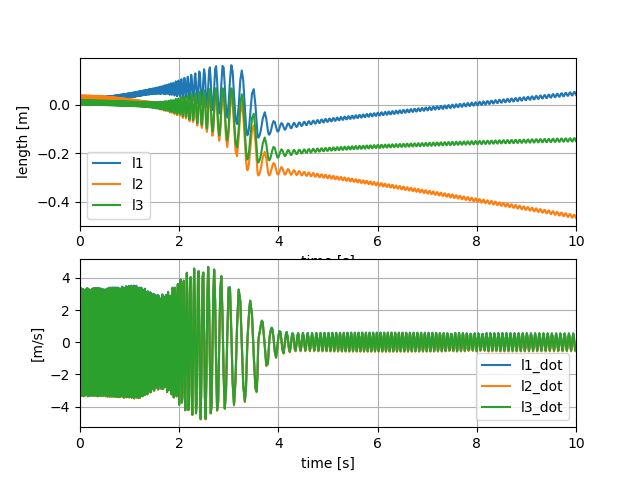 length [m]
0.0
−0.2
−0.4
l1
l2
l3
0 2 4 6 8 10
time [s]
[m/s]
4
2
0
−2
−4
l1_dot
l2_dot
l3_dot
0 2 4 6 8 10
time [s]